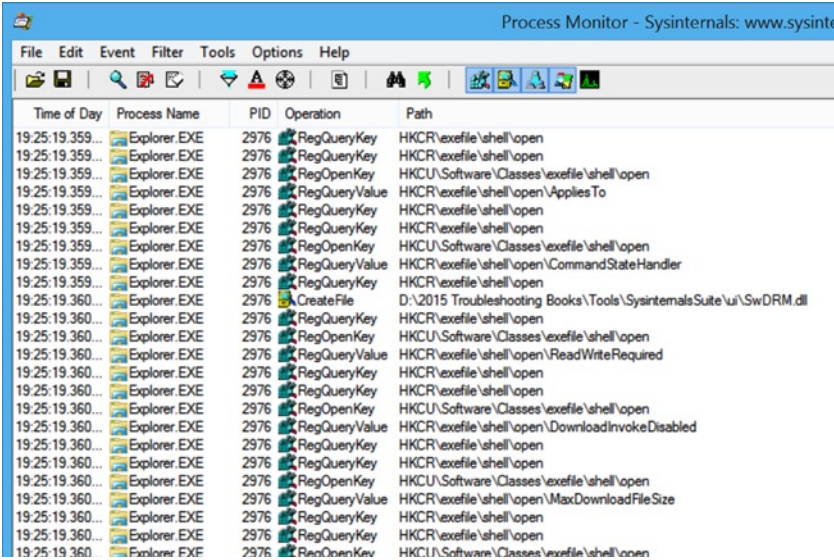 Process Monitor - Sysinternals: www.sysinte
File Edit Event Filter Tools Options Help
Time of Day Process Name PID Operation Path
19:25:19.359... Explorer.EXE 2976 RegQueryKey HKCR\exefile\shell\open
19:25:19.359... Explorer.EXE 2976 RegQueryKey HKCR\exefile\shell\open
19:25:19.359... Explorer.EXE 2976 RegOpenKey HKCU\Software\Classes\exefile\shell\open
19:25:19.359... Explorer.EXE 2976 RegQueryValue HKCR\exefile\shell\open\AppliesTo
19:25:19.359... Explorer.EXE 2976 RegQueryKey HKCR\exefile\shell\open
19:25:19.359... Explorer.EXE 2976 RegQueryKey HKCR\exefile\shell\open
19:25:19.359... Explorer.EXE 2976 RegOpenKey HKCU\Software\Classes\exefile\shell\open
19:25:19.359... Explorer.EXE 2976 RegQueryValue HKCR\exefile\shell\open\CommandStateHandler
19:25:19.359... Explorer.EXE 2976 RegQueryKey HKCR\exefile\shell\open
19:25:19.360... Explorer.EXE 2976 CreateFile D:\2015 Troubleshooting Books\Tools\SysinternalsSuite\ui\SwDRM.dll
19:25:19.360... Explorer.EXE 2976 RegQueryKey HKCR\exefile\shell\open
19:25:19.360... Explorer.EXE 2976 RegOpenKey HKCU\Software\Classes\exefile\shell\open
19:25:19.360... Explorer.EXE 2976 RegQueryValue HKCR\exefile\shell\open\ReadWriteRequired
19:25:19.360... Explorer.EXE 2976 RegQueryKey HKCR\exefile\shell\open
19:25:19.360... Explorer.EXE 2976 RegOpenKey HKCU\Software\Classes\exefile\shell\open
19:25:19.360... Explorer.EXE 2976 RegQueryValue HKCR\exefile\shell\open\DownloadInvokeDisabled
19:25:19.360... Explorer.EXE 2976 RegQueryKey HKCR\exefile\shell\open
19:25:19.360... Explorer.EXE 2976 RegOpenKey HKCU\Software\Classes\exefile\shell\open
19:25:19.360... Explorer.EXE 2976 RegQueryValue HKCR\exefile\shell\open\MaxDownloadFileSize
19:25:19.360... Explorer.EXE 2976 RegQueryKey HKCR\exefile\shell\open
19:25:19.360... Explorer.EXE 2976 RegQueryKey HKCR\exefile\shell\open
19:25:19.360... Explorer.EXE 2976 RegOpenKey HKCU\Software\Classes\exefile\shell\open